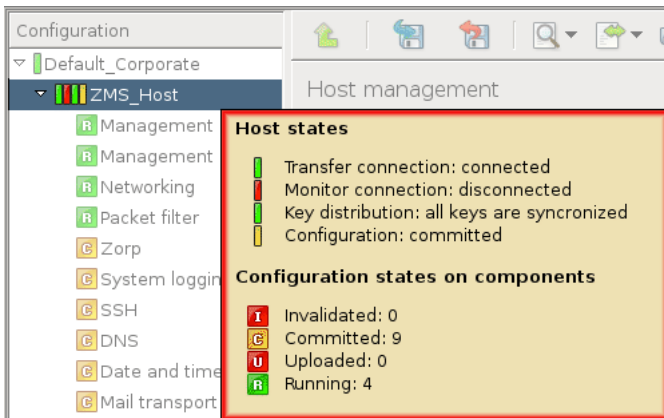 Configuration
Default_Corporate
ZMS_Host
R Management
R Management
R Networking
R Packet filter
C Zorp
C System loggin
C SSH
C DNS
C Date and time
C Mail transport
Host management
Host states
Transfer connection: connected
Monitor connection: disconnected
Key distribution: all keys are syncronized
Configuration: committed
Configuration states on components
I Invalidated: 0
C Committed: 9
U Uploaded: 0
R Running: 4